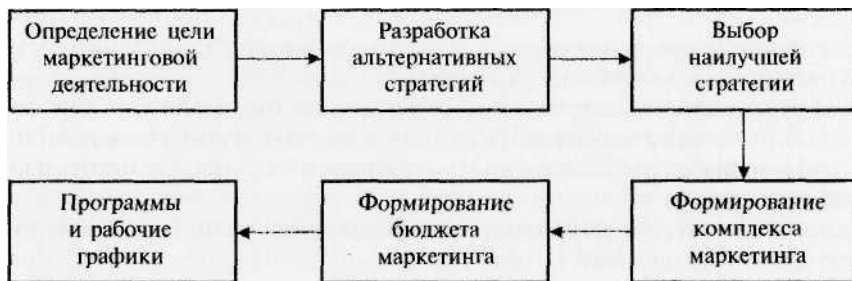 Определение цели
маркетинговой
деятельности
Разработка
альтернативных
стратегий
Выбор
наилучшей
стратегии
Программы
и рабочие
графики
Формирование
бюджета
маркетинга
Формирование
комплекса
маркетинга